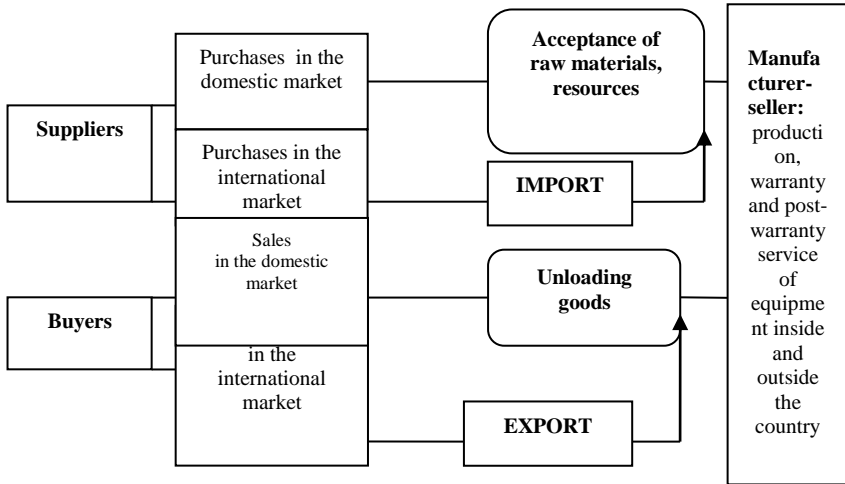 Suppliers
Purchases in the
domestic market
Purchases in the
international
market
Acceptance of
raw materials,
resources
IMPORT
Buyers
Sales
in the domestic
market
in the
international
market
Unloading
goods
EXPORT
Manufa
cturer-
seller:
producti
on,
warranty
and post-
warranty
service
of
equipme
nt inside
and
outside
the
country